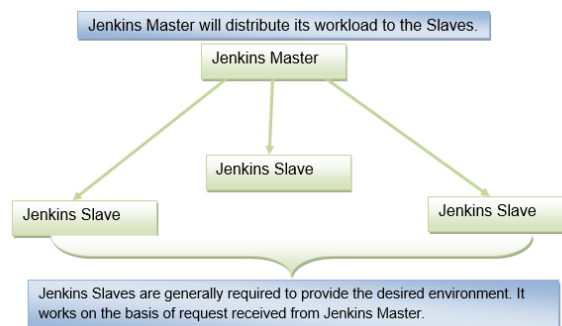 Jenkins Master will distribute its workload to the Slaves.
Jenkins Master
Jenkins Slave
Jenkins Slave
Jenkins Slave
Jenkins Slaves are generally required to provide the desired environment. It
works on the basis of request received from Jenkins Master.